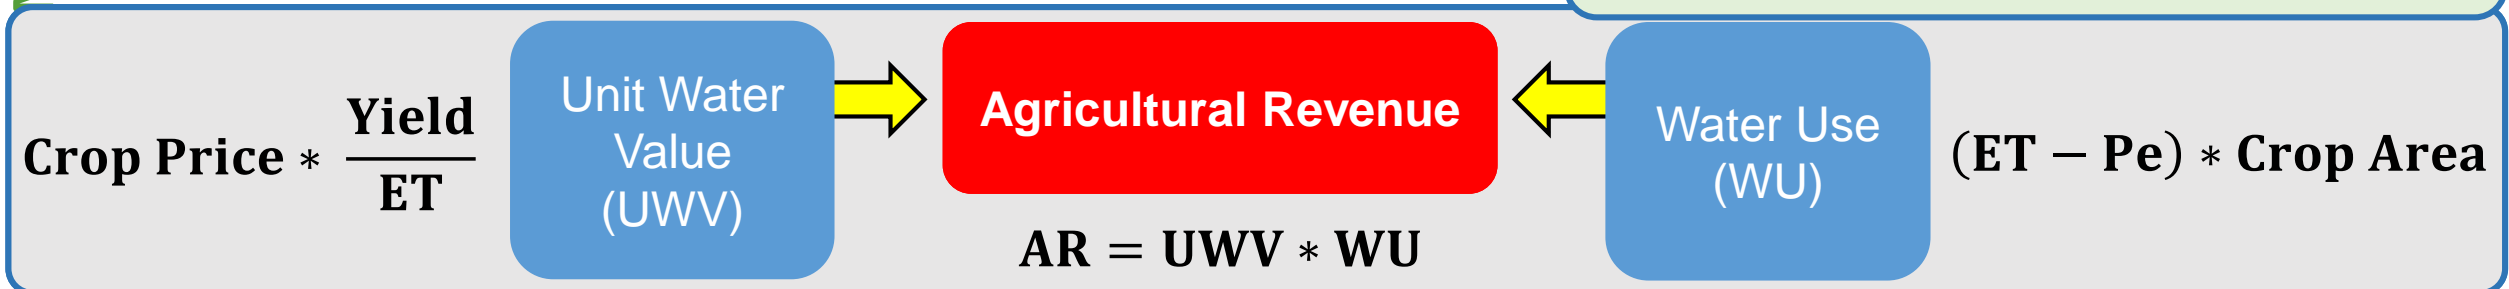 Crop Price * Yield
ET
Unit Water
Value
(UWV)
Agricultural Revenue
AR = UWV * WU
Water Use
(WU)
(ET − Pe) * Crop Area